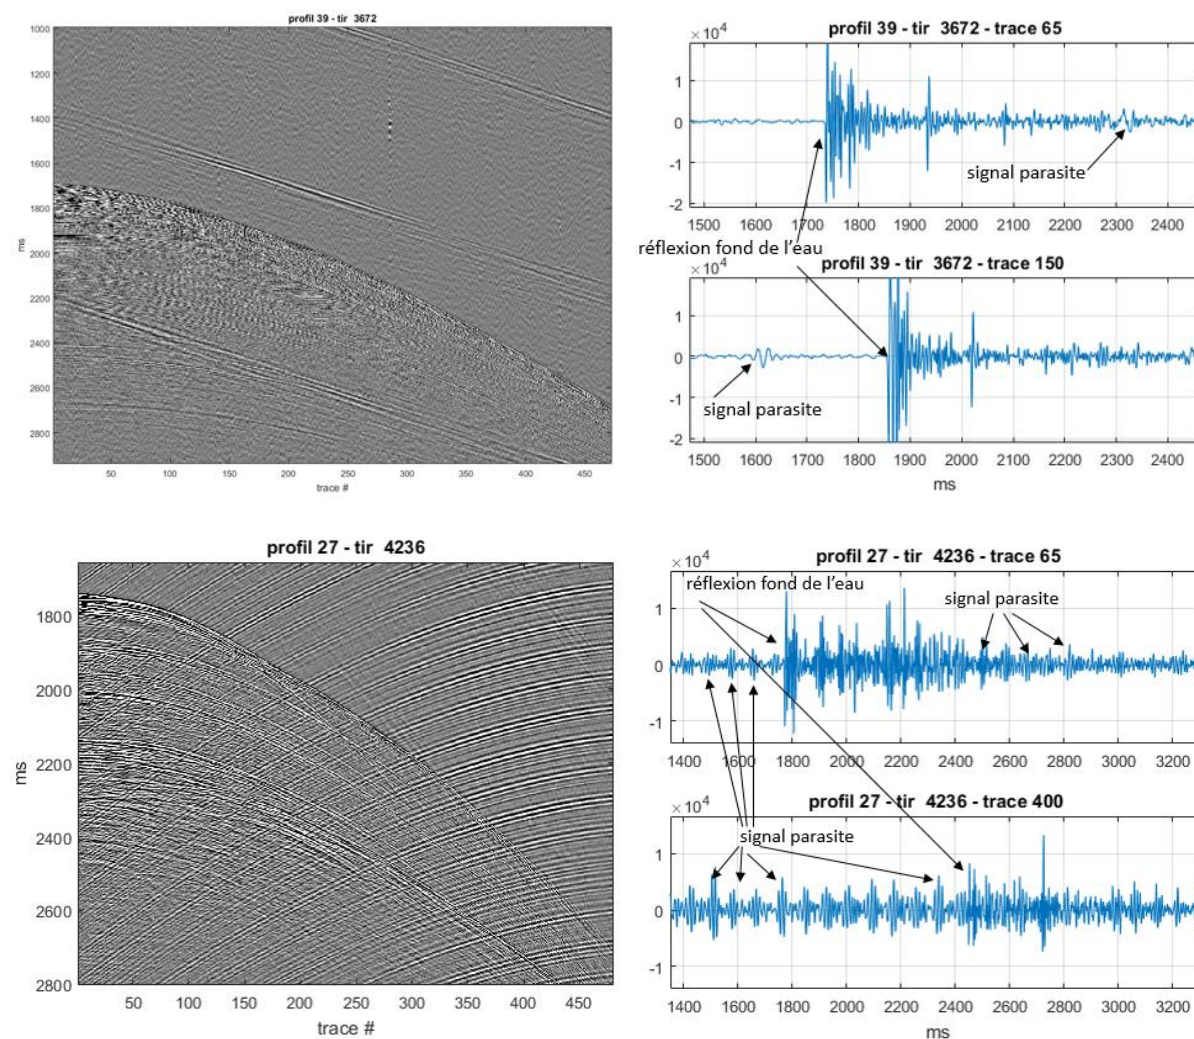 profil 39 - tir 3672
1000
1200
1400
1600
1800
2000
2200
2400
2600
2800
ms
50 100 150 200 250 300 350 400 450
trace #
profil 39 - tir 3672 - trace 65
×10⁴
1
0
-1
-2
signal parasite
1500 1600 1700 1800 1900 2000 2100 2200 2300 2400
réflexion fond de l'eau
profil 39 - tir 3672 - trace 150
×10⁴
1
0
-1
-2
signal parasite
1500 1600 1700 1800 1900 2000 2100 2200 2300 2400
ms
profil 27 - tir 4236
1800
2000
2200
2400
2600
2800
ms
50 100 150 200 250 300 350 400 450
trace #
profil 27 - tir 4236 - trace 65
×10⁴
réflexion fond de l'eau
signal parasite
1
0
-1
1400 1600 1800 2000 2200 2400 2600 2800 3000 3200
profil 27 - tir 4236 - trace 400
×10⁴
signal parasite
1
0
-1
1400 1600 1800 2000 2200 2400 2600 2800 3000 3200
ms